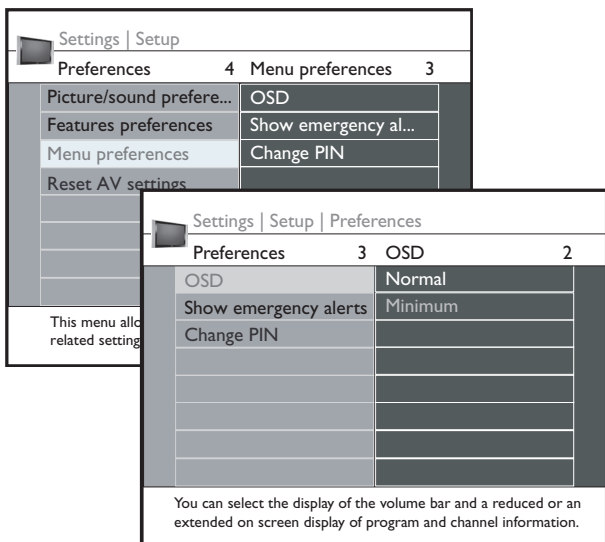 Settings | Setup
Preferences 4 Menu preferences 3
Picture/sound prefere... OSD
Features preferences Show emergency al...
Menu preferences Change PIN
Reset AV settings
This menu allo
related setting
Settings | Setup | Preferences
Preferences 3 OSD 2
OSD Normal
Show emergency alerts Minimum
Change PIN
You can select the display of the volume bar and a reduced or an
extended on screen display of program and channel information.